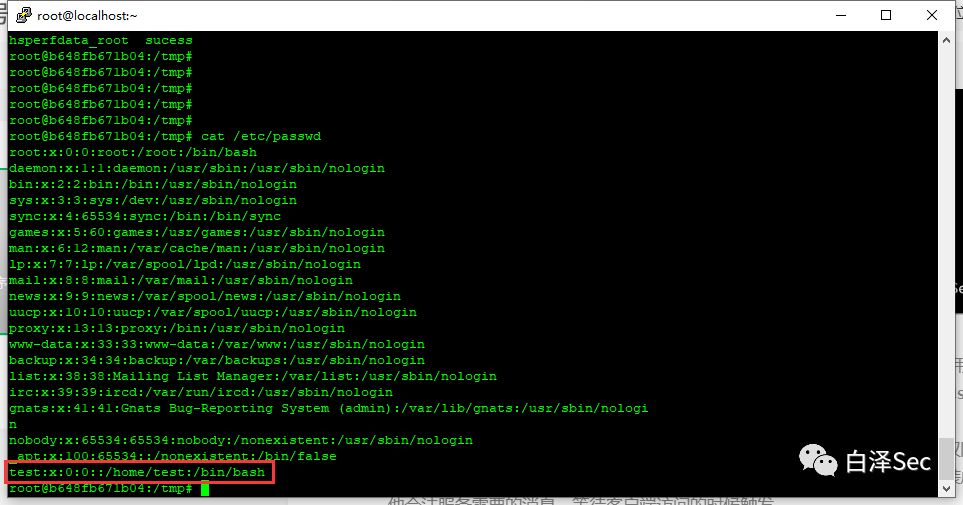 root@localhost:~
hsperfdata_root  sucess
root@b648fb671b04:/tmp#
root@b648fb671b04:/tmp#
root@b648fb671b04:/tmp#
root@b648fb671b04:/tmp#
root@b648fb671b04:/tmp#
root@b648fb671b04:/tmp# cat /etc/passwd
root:x:0:0:root:/root:/bin/bash
daemon:x:1:1:daemon:/usr/sbin:/usr/sbin/nologin
bin:x:2:2:bin:/bin:/usr/sbin/nologin
sys:x:3:3:sys:/dev:/usr/sbin/nologin
sync:x:4:65534:sync:/bin:/bin/sync
games:x:5:60:games:/usr/games:/usr/sbin/nologin
man:x:6:12:man:/var/cache/man:/usr/sbin/nologin
lp:x:7:7:lp:/var/spool/lpd:/usr/sbin/nologin
mail:x:8:8:mail:/var/mail:/usr/sbin/nologin
news:x:9:9:news:/var/spool/news:/usr/sbin/nologin
uucp:x:10:10:uucp:/var/spool/uucp:/usr/sbin/nologin
proxy:x:13:13:proxy:/bin:/usr/sbin/nologin
www-data:x:33:33:www-data:/var/www:/usr/sbin/nologin
backup:x:34:34:backup:/var/backups:/usr/sbin/nologin
list:x:38:38:Mailing List Manager:/var/list:/usr/sbin/nologin
irc:x:39:39:ircd:/var/run/ircd:/usr/sbin/nologin
gnats:x:41:41:Gnats Bug-Reporting System (admin):/var/lib/gnats:/usr/sbin/nologi
n
nobody:x:65534:65534:nobody:/nonexistent:/usr/sbin/nologin
_apt:x:100:65534::/nonexistent:/bin/false
test:x:0:0::/home/test:/bin/bash
root@b648fb671b04:/tmp#
白泽Sec